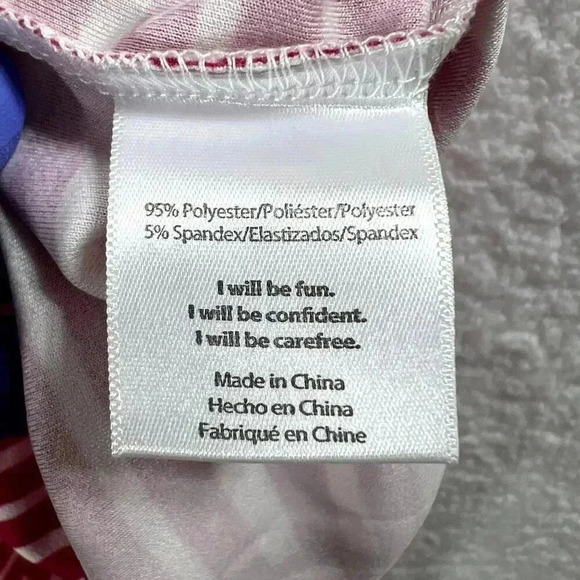 95% Polyester/Poliéster/Polyester
5% Spandex/Elastizados/Spandex
I will be fun.
I will be confident.
I will be carefree.
Made in China
Hecho en China
Fabriqué en Chine